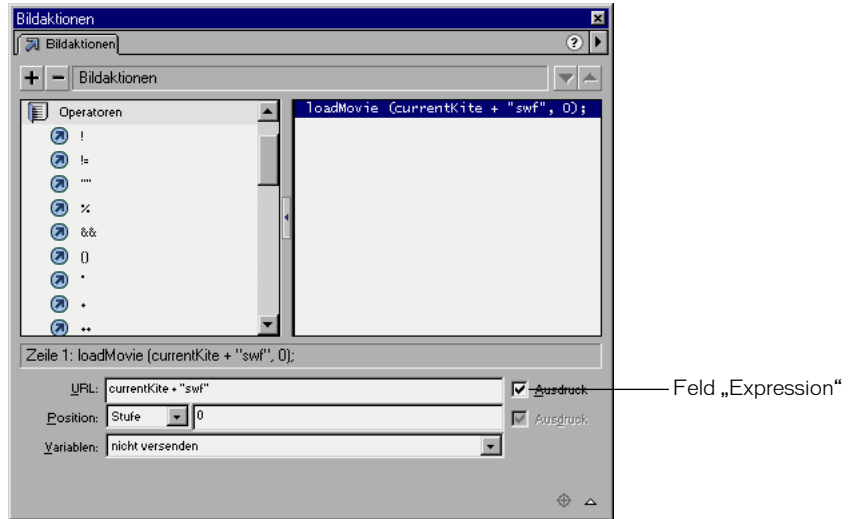 Bildaktionen
Bildaktionen
?
+ − Bildaktionen
Operatoren
!
!=
""
%
&&
()
*
+
++
loadMovie (currentKite + "swf", 0);
Zeile 1: loadMovie (currentKite + "swf", 0);
URL: currentKite + "swf" Ausdruck
Feld „Expression“
Position: Stufe 0 Ausdruck
Variablen: nicht versenden